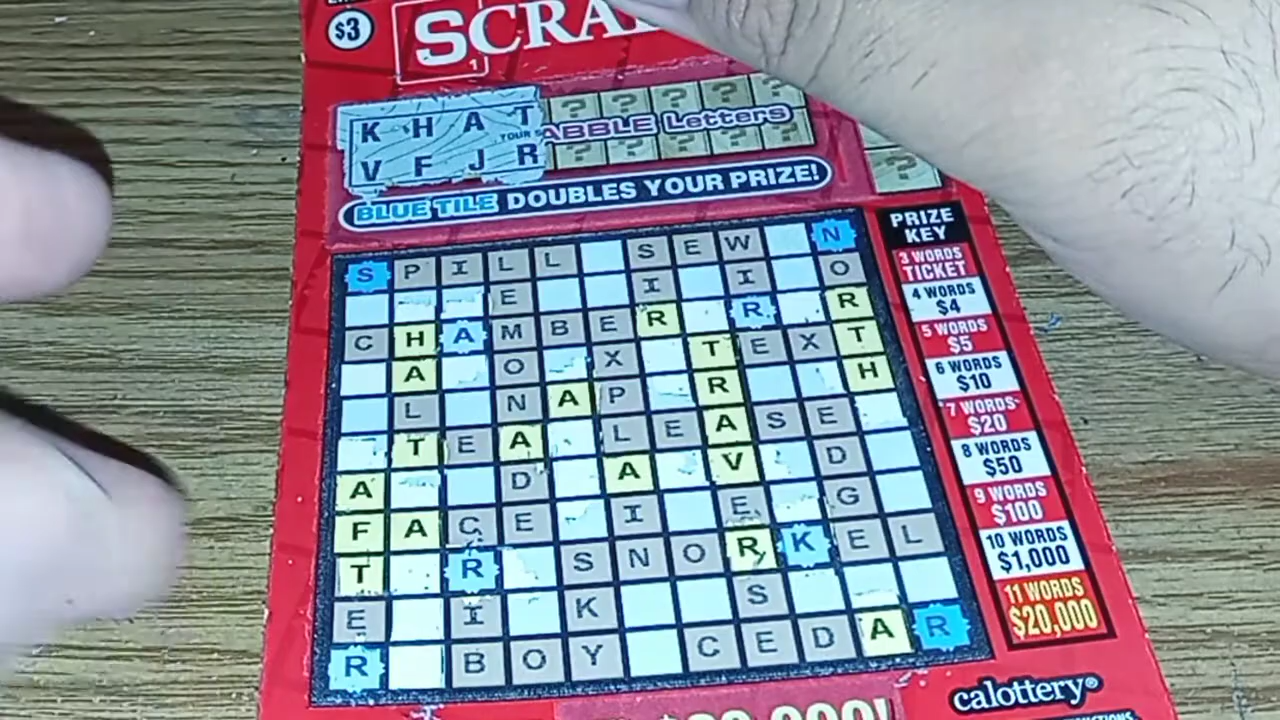 $3
SCRA
K H A T
V F J R
YOUR
ABBLE Letters
BLUE TILE DOUBLES YOUR PRIZE!
S P I L L S E W N
E I I O
C H A M B E R R R
A O X T E X T
L N A P R H
T E A L E A S E
A D A V D
F A C E I E G
T R S N O R K E L
E I K S
R B O Y C E D A R
PRIZE KEY
3 WORDS TICKET
4 WORDS $4
5 WORDS $5
6 WORDS $10
7 WORDS $20
8 WORDS $50
9 WORDS $100
10 WORDS $1,000
11 WORDS $20,000
calottery®